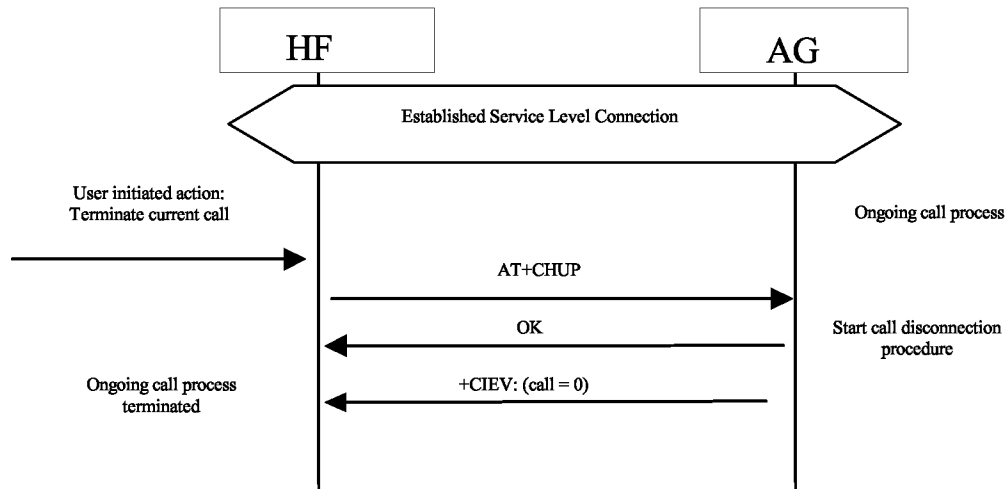 HF
AG
Established Service Level Connection
User initiated action:
Terminate current call
Ongoing call process
AT+CHUP
OK
Start call disconnection
procedure
Ongoing call process
terminated
+CIEV: (call = 0)